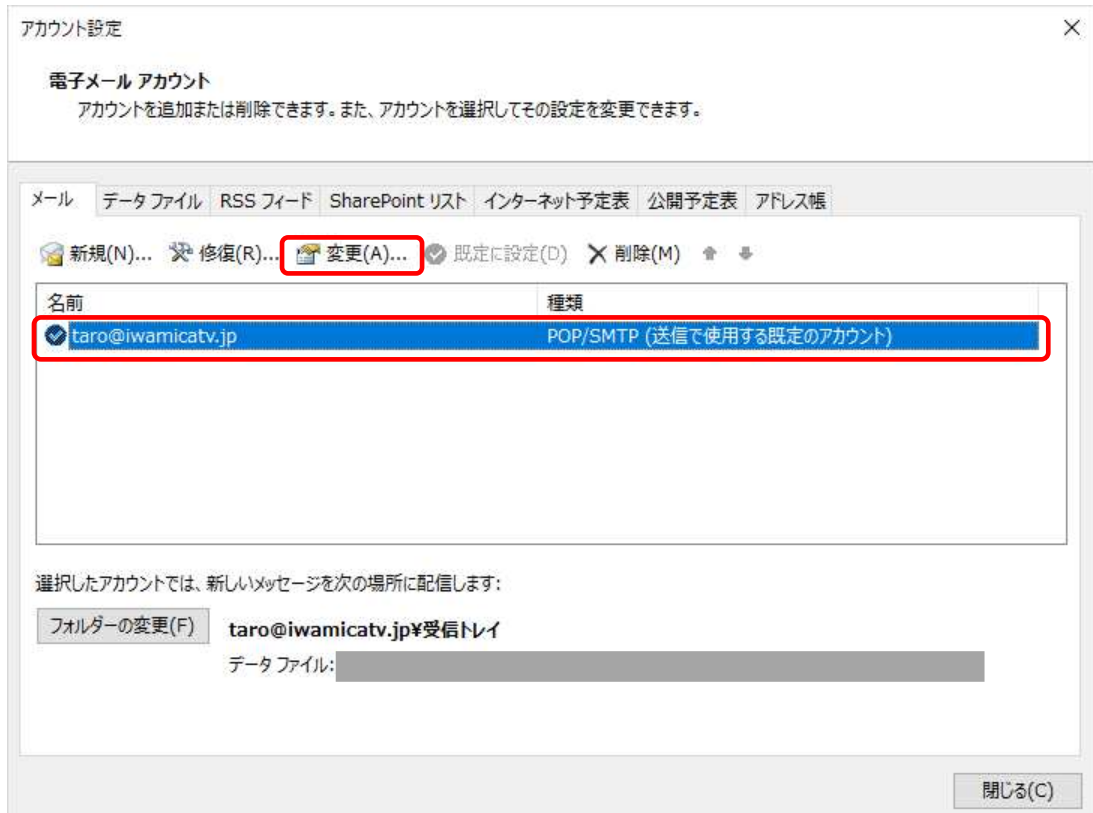 アカウント設定
電子メール アカウント
アカウントを追加または削除できます。また、アカウントを選択してその設定を変更できます。
メール データ ファイル RSS フィード SharePoint リスト インターネット予定表 公開予定表 アドレス帳
新規(N)... 修復(R)... 変更(A)... 既定に設定(D) 削除(M)
名前 種類
taro@iwamicatv.jp POP/SMTP (送信で使用する既定のアカウント)
選択したアカウントでは、新しいメッセージを次の場所に配信します:
フォルダーの変更(F) taro@iwamicatv.jp¥受信トレイ
データ ファイル:
閉じる(C)